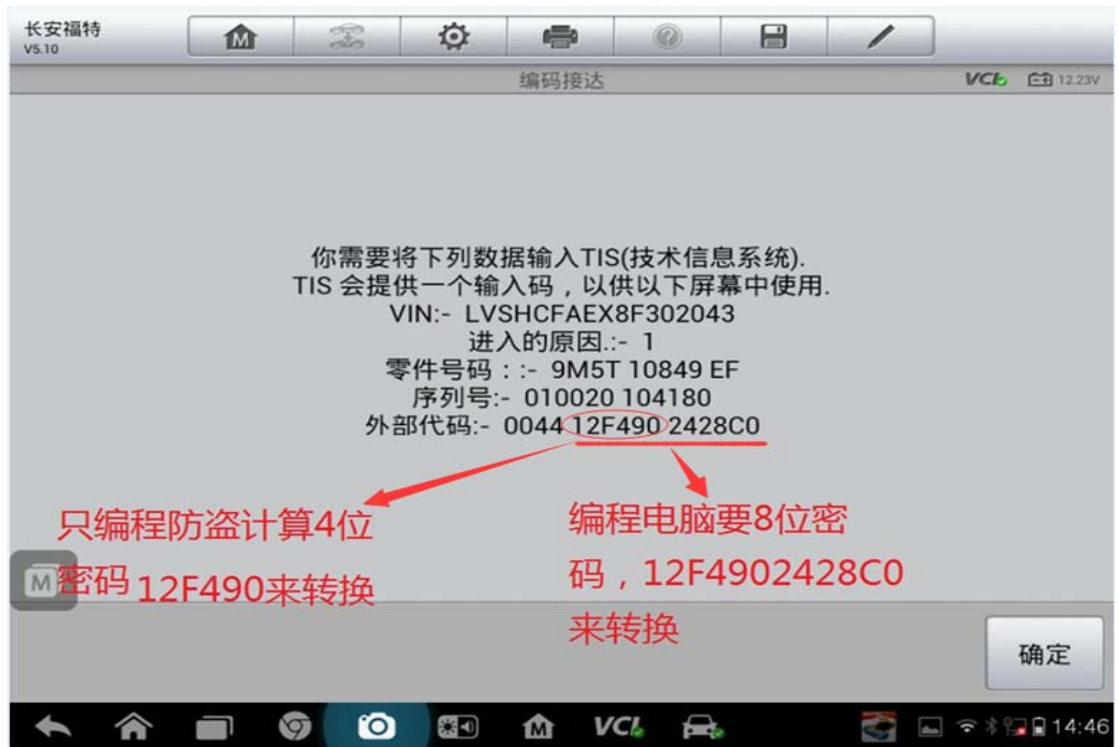 长安福特
V5.10
编码接达
VCI
12.23V
你需要将下列数据输入TIS(技术信息系统).
TIS 会提供一个输入码，以供以下屏幕中使用.
VIN:- LVSHCFAEX8F302043
进入的原因.:- 1
零件号码：:- 9M5T 10849 EF
序列号:- 010020 104180
外部代码:- 0044 12F490 2428C0
只编程防盗计算4位
密码 12F490来转换
编程电脑要8位密
码，12F4902428C0
来转换
M
确定
VCI
14:46